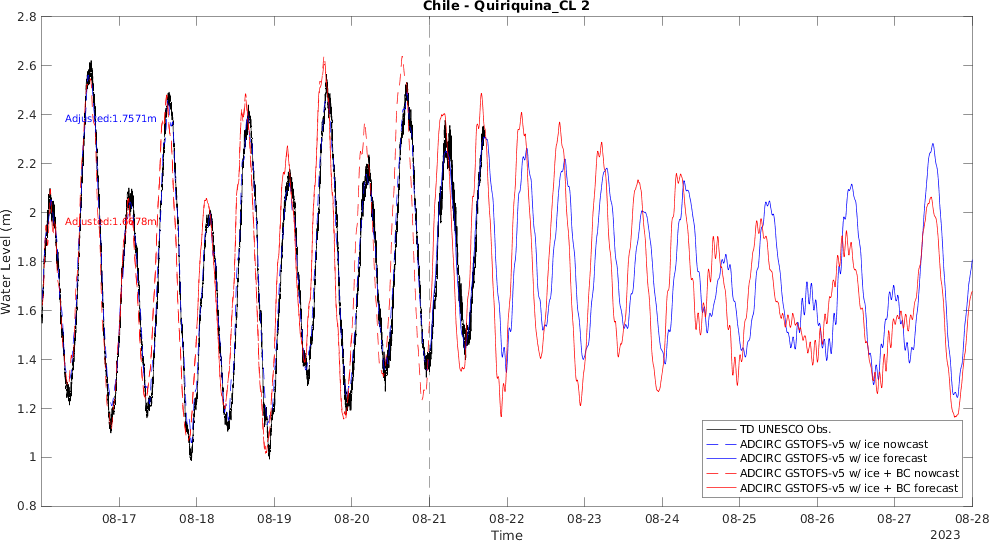 Chile - Quiriquina_CL 2
Water Level (m)
2.8
2.6
2.4
2.2
2
1.8
1.6
1.4
1.2
1
0.8
Adjusted:1.7571m
Adjusted:1.6678m
TD UNESCO Obs.
ADCIRC GSTOFS-v5 w/ ice nowcast
ADCIRC GSTOFS-v5 w/ ice forecast
ADCIRC GSTOFS-v5 w/ ice + BC nowcast
ADCIRC GSTOFS-v5 w/ ice + BC forecast
08-17 08-18 08-19 08-20 08-21 08-22 08-23 08-24 08-25 08-26 08-27 08-28
Time
2023